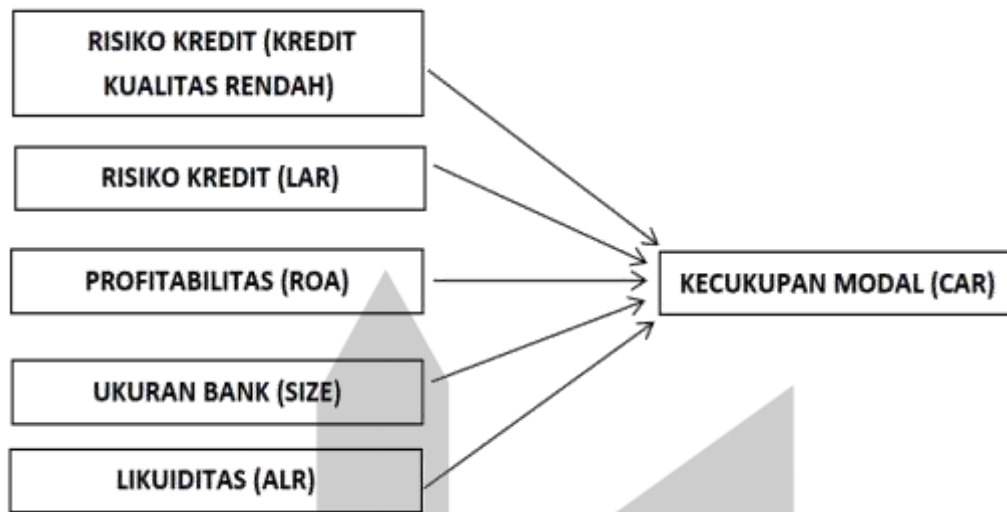 RISIKO KREDIT (KREDIT
KUALITAS RENDAH)
RISIKO KREDIT (LAR)
PROFITABILITAS (ROA)
KECUKUPAN MODAL (CAR)
UKURAN BANK (SIZE)
LIKUIDITAS (ALR)